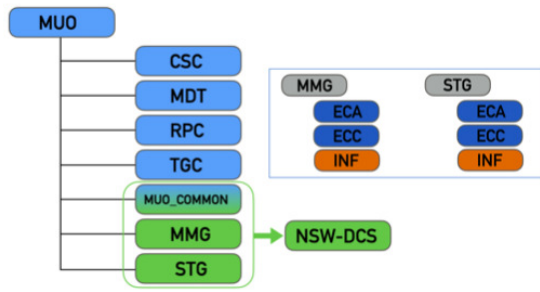 MUO
CSC
MDT
RPC
TGC
MUO_COMMON
MMG
STG
NSW-DCS
MMG
ECA
ECC
INF
STG
ECA
ECC
INF